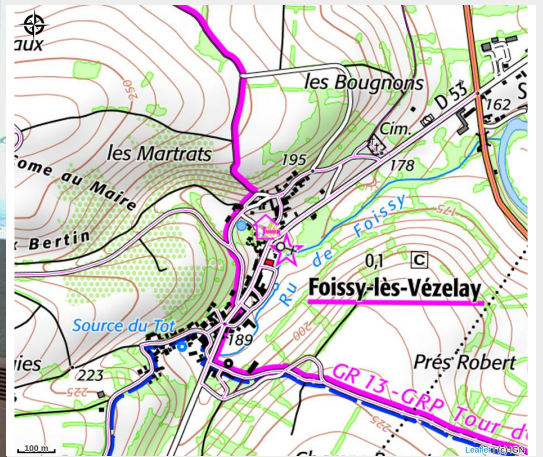 aux
250
les Bougnons
D 53
162
S
Cim.
les Martrats
195
178
ome au Maire
175
x Bertin
Ru de Foissy
0,1 C
Foissy-lès-Vézelay
Source du Tot
200
189
Prés Robert
ies
223
225
GR 13 - GRP Tour d
225
100 m
Leaflet | IGN